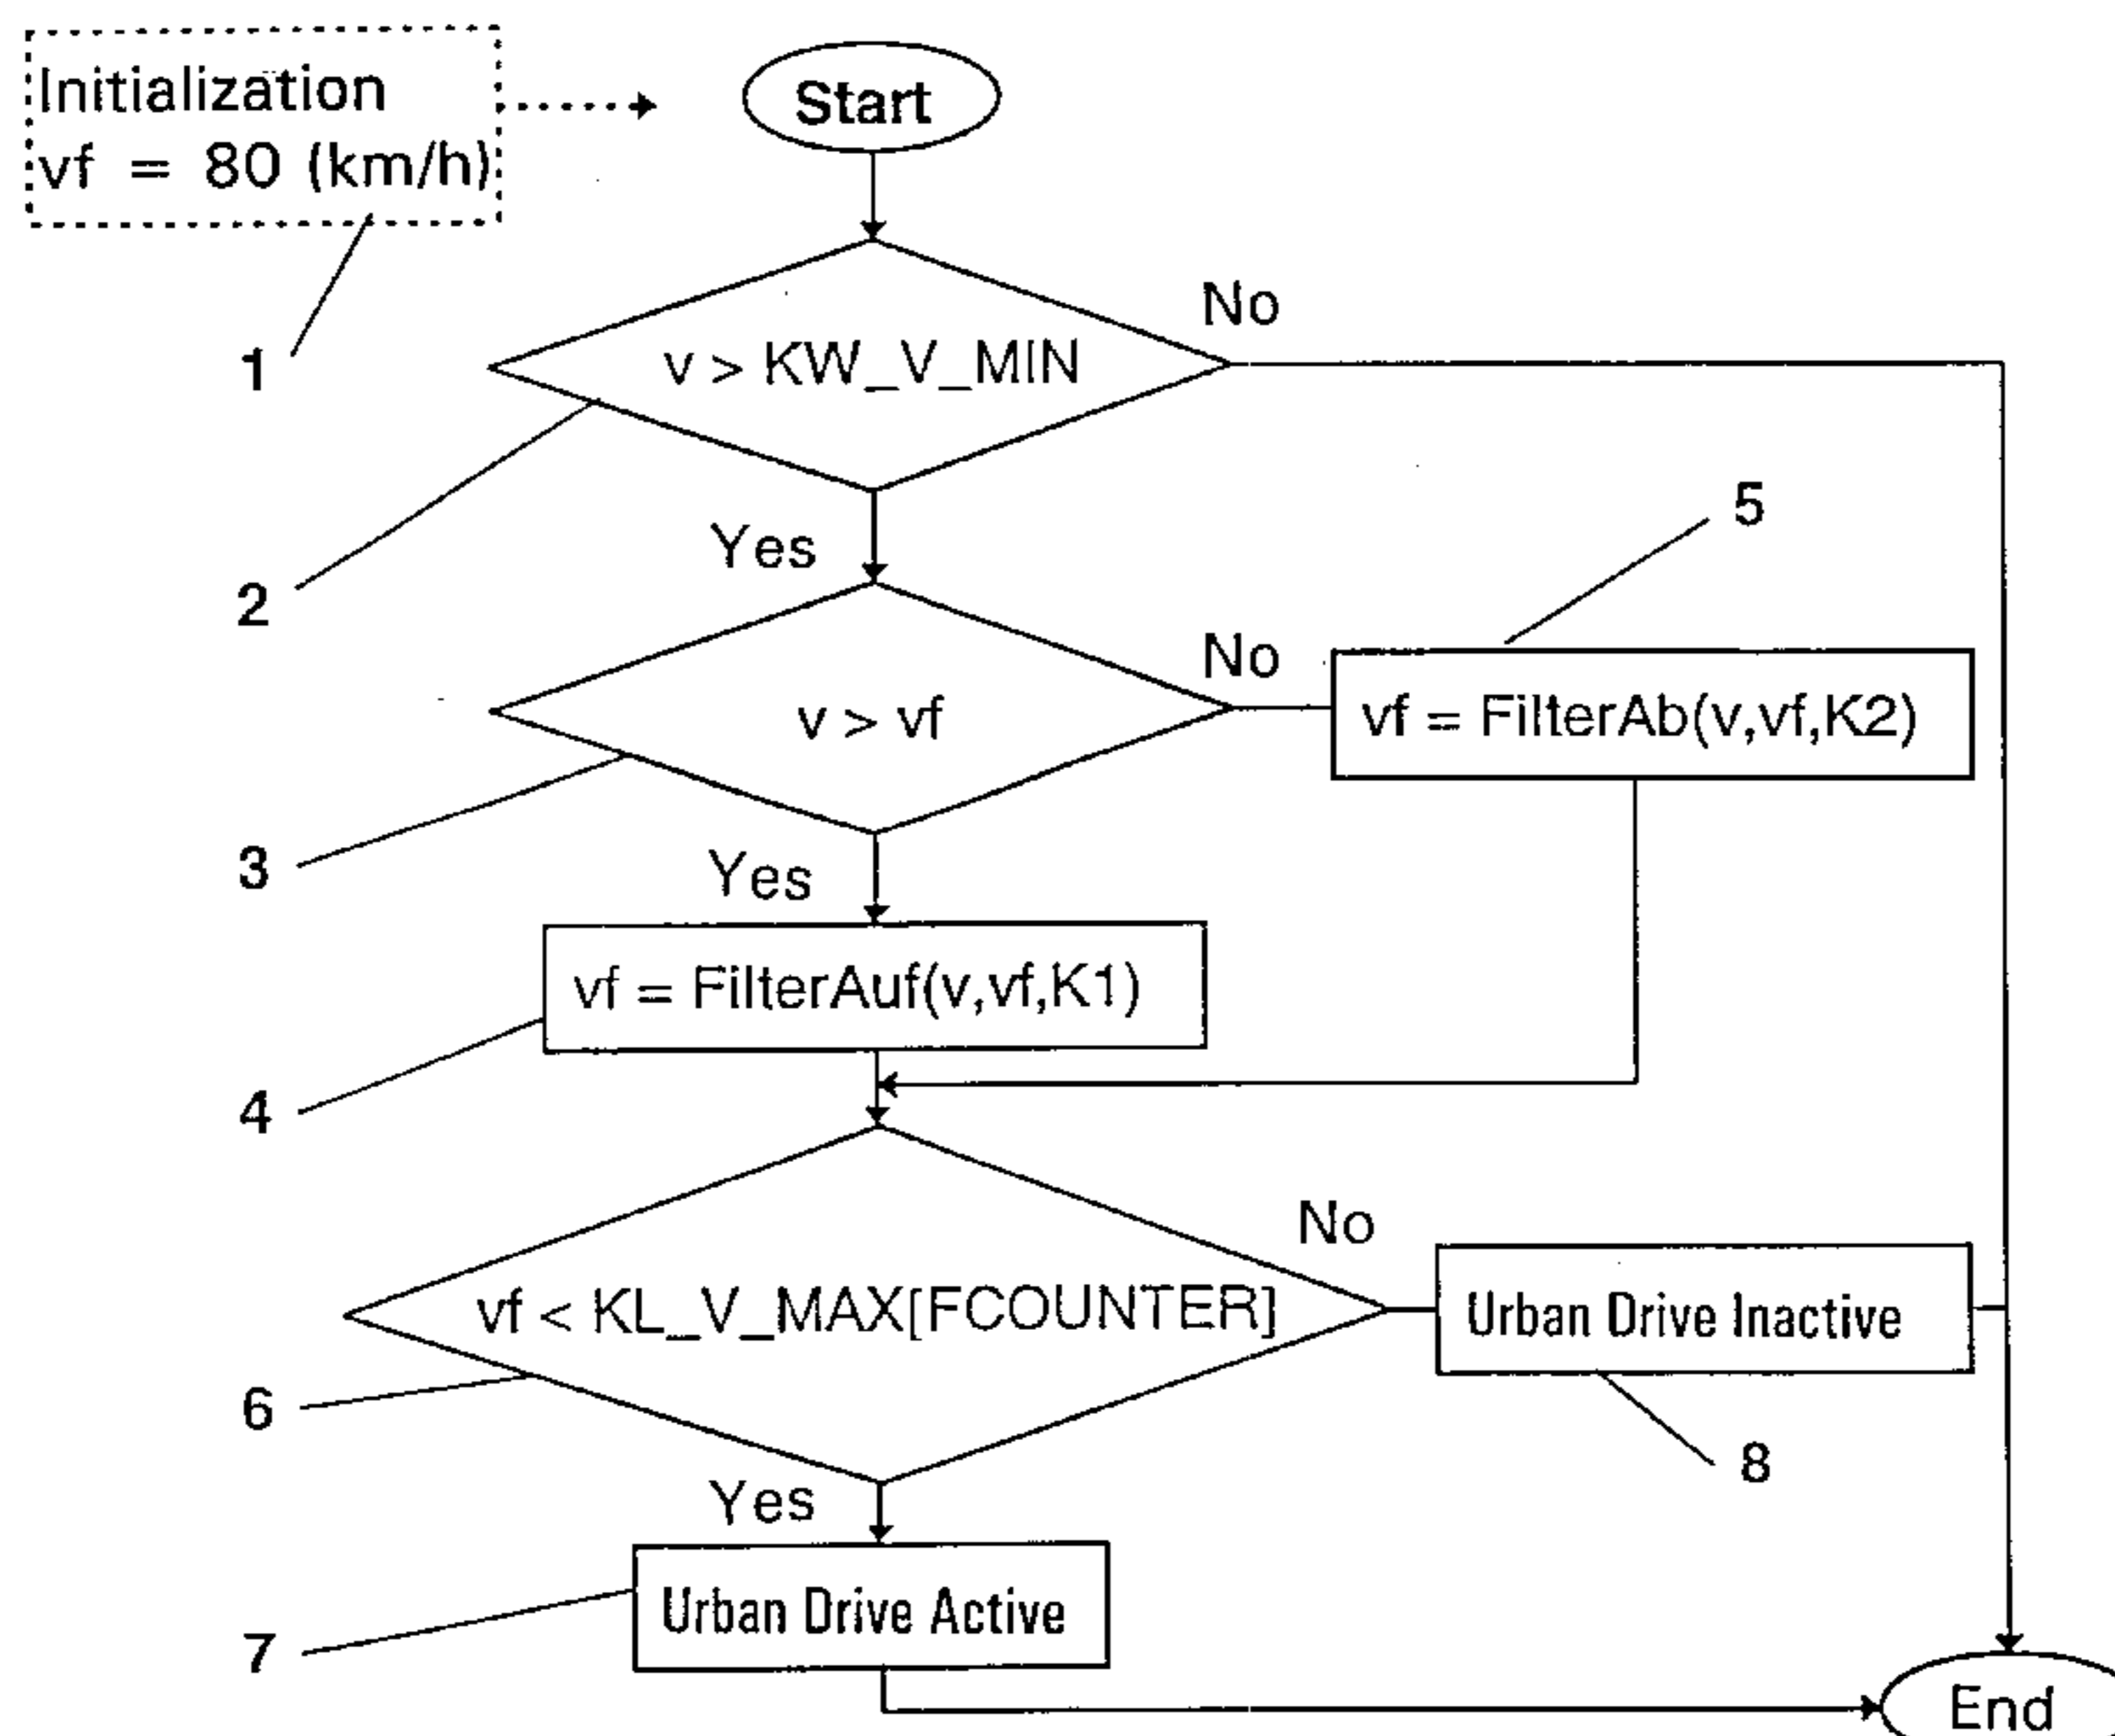 Initialization
vf = 80 (km/h)
Start
1
v > KW_V_MIN
No
2
Yes
5
v > vf
No
vf = FilterAb(v,vf,K2)
3
Yes
vf = FilterAuf(v,vf,K1)
4
vf < KL_V_MAX[FCOUNTER]
No
Urban Drive Inactive
6
8
Yes
Urban Drive Active
7
End